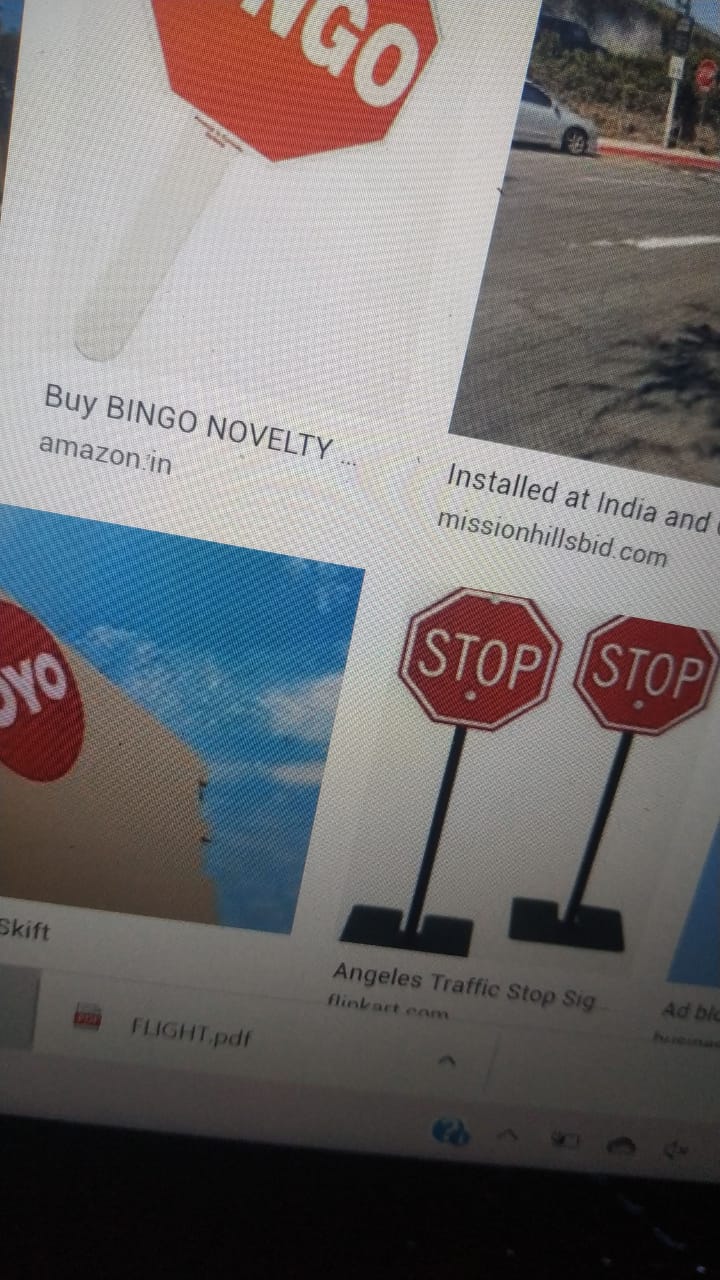 NGO
Buy BINGO NOVELTY ...
amazon.in
Installed at India and
missionhillsbid.com
OYO
STOP
STOP
Skift
Angeles Traffic Stop Sig...
flipkart.com
Ad blo
FLIGHT.pdf